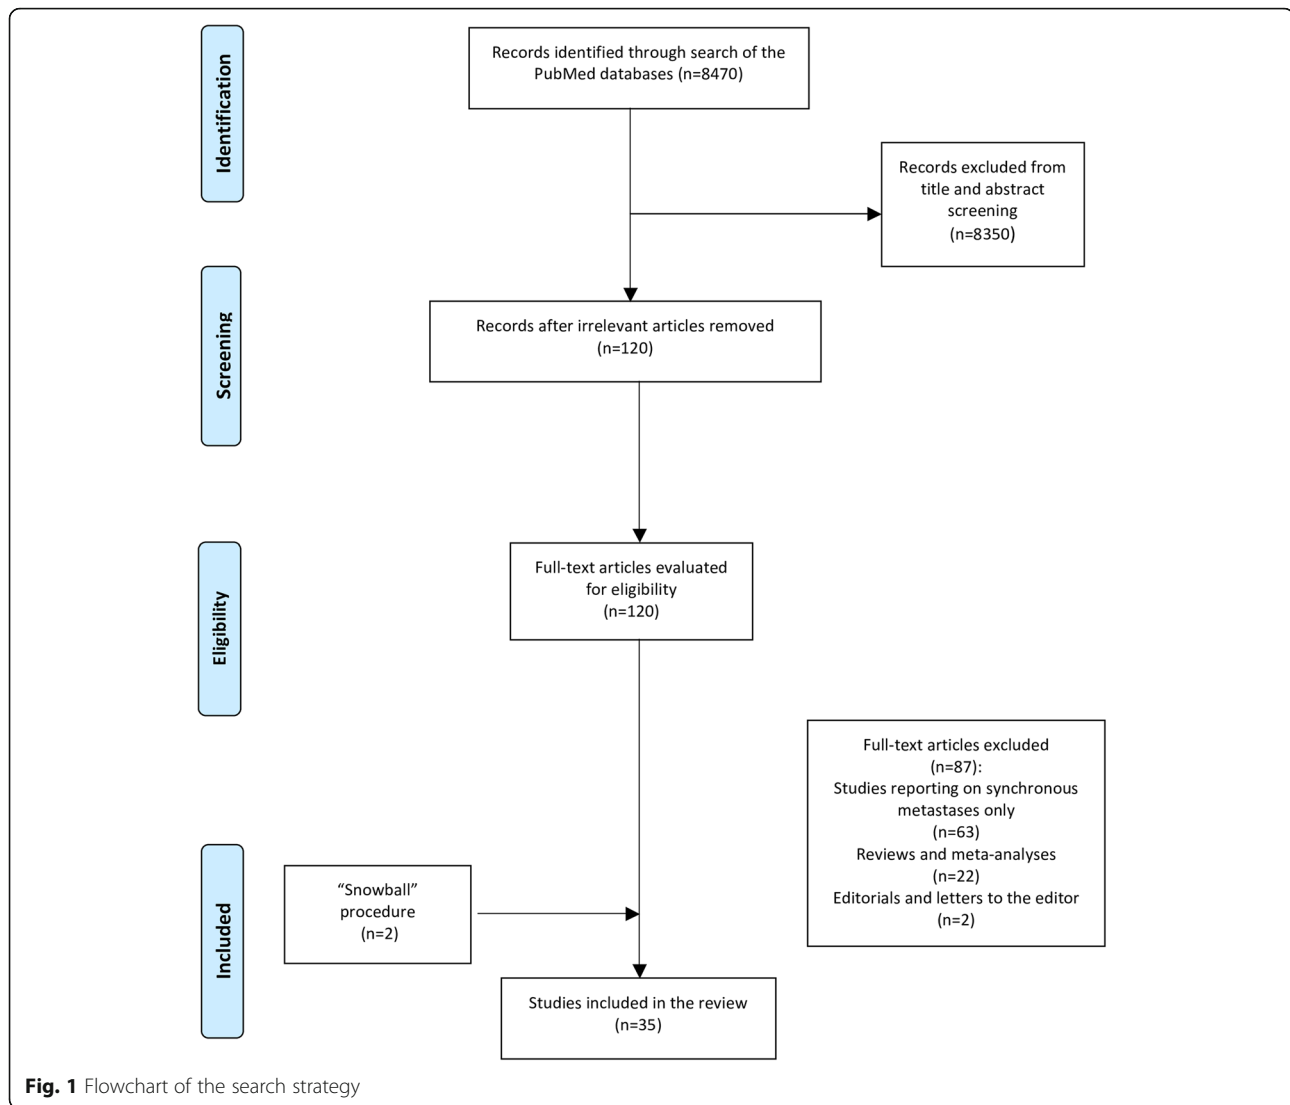 Identification
Records identified through search of the
PubMed databases (n=8470)
Records excluded from
title and abstract
screening
(n=8350)
Screening
Records after irrelevant articles removed
(n=120)
Eligibility
Full-text articles evaluated
for eligibility
(n=120)
Full-text articles excluded
(n=87):
Studies reporting on synchronous
metastases only
(n=63)
Reviews and meta-analyses
(n=22)
Editorials and letters to the editor
(n=2)
Included
“Snowball”
procedure
(n=2)
Studies included in the review
(n=35)
Fig. 1 Flowchart of the search strategy